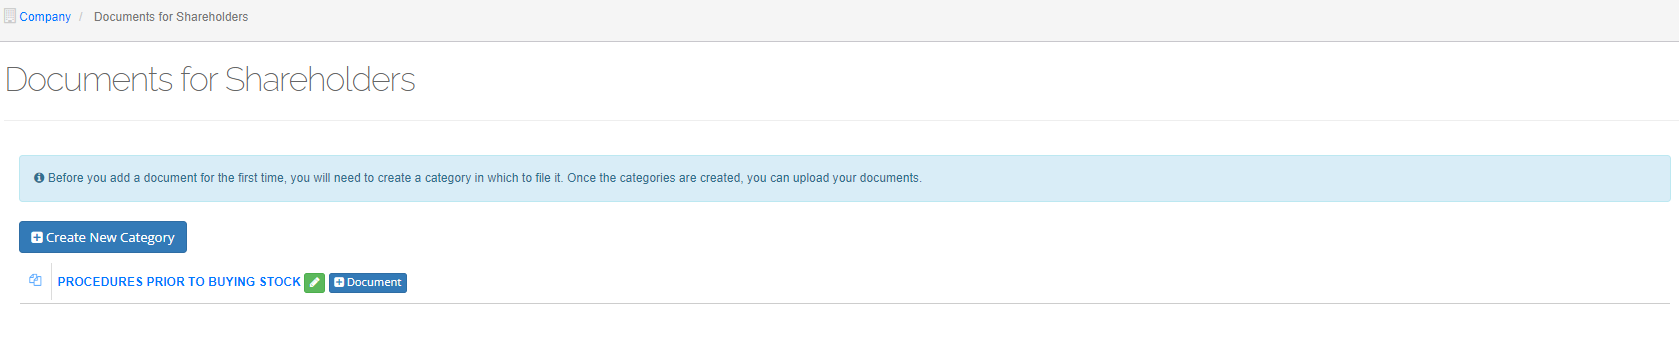 Company / Documents for Shareholders
Documents for Shareholders
Before you add a document for the first time, you will need to create a category in which to file it. Once the categories are created, you can upload your documents.
Create New Category
PROCEDURES PRIOR TO BUYING STOCK Document